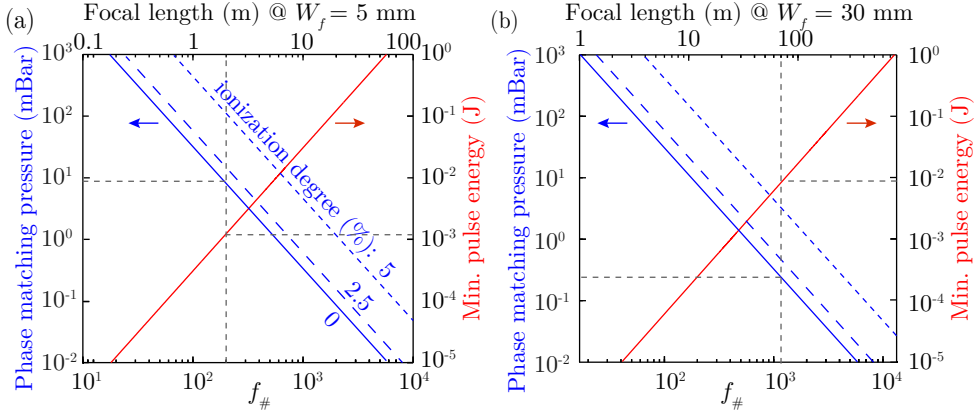 (a)
Focal length (m) @ W_f = 5 mm
0.1 1 10 100
Phase matching pressure (mBar)
10^3
10^2
10^1
10^0
10^-1
10^-2
ionization degree (%): 5
2.5
0
10^0
10^-1
10^-2
10^-3
10^-4
10^-5
Min. pulse energy (J)
10^1 10^2 10^3 10^4
f_#
(b)
Focal length (m) @ W_f = 30 mm
1 10 100
Phase matching pressure (mBar)
10^3
10^2
10^1
10^0
10^-1
10^-2
10^0
10^-1
10^-2
10^-3
10^-4
10^-5
Min. pulse energy (J)
10^2 10^3 10^4
f_#